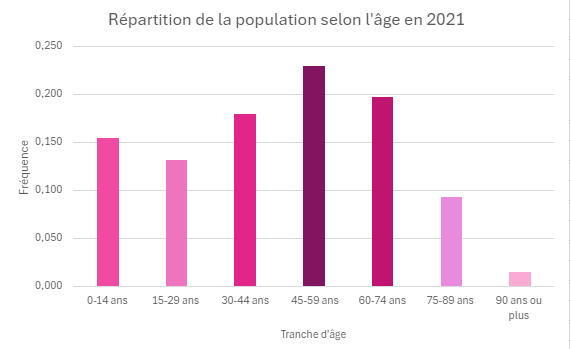 Répartition de la population selon l'âge en 2021
0,250
0,200
0,150
0,100
0,050
0,000
Fréquence
0-14 ans
15-29 ans
30-44 ans
45-59 ans
60-74 ans
75-89 ans
90 ans ou
plus
Tranche d'âge